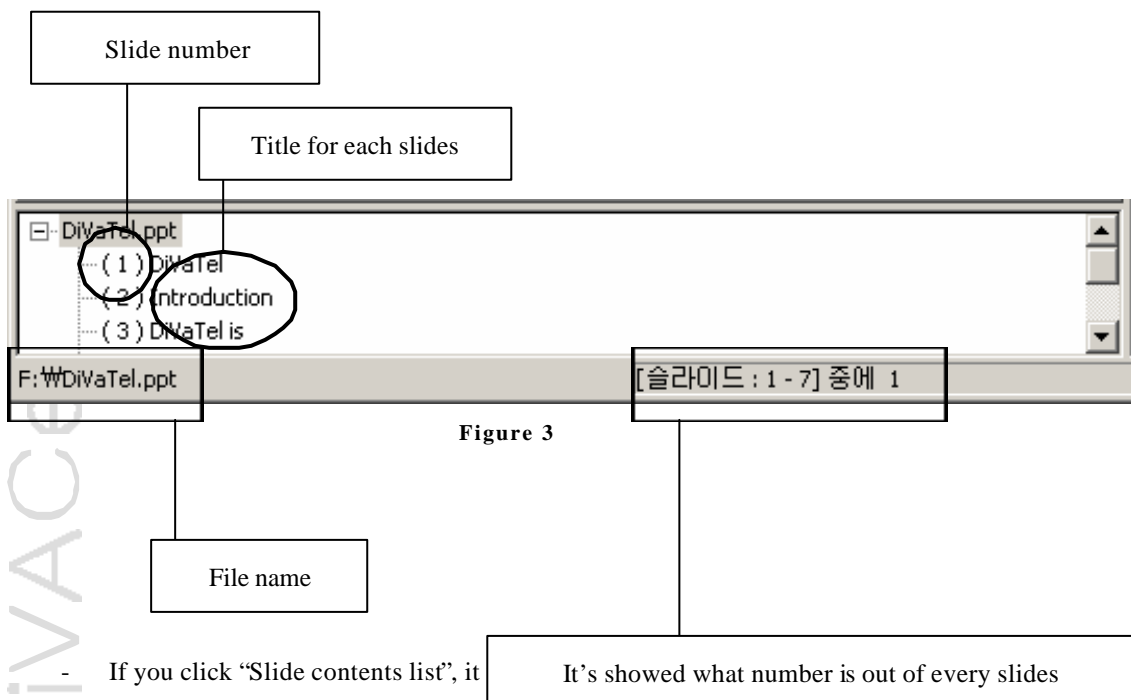 Slide number
Title for each slides
DiVaTel.ppt
( 1 ) DiVaTel
( 2 ) Introduction
( 3 ) DiVaTel is
F:₩DiVaTel.ppt
[슬라이드 : 1 - 7] 중에 1
Figure 3
File name
- If you click “Slide contents list”, it
It’s showed what number is out of every slides